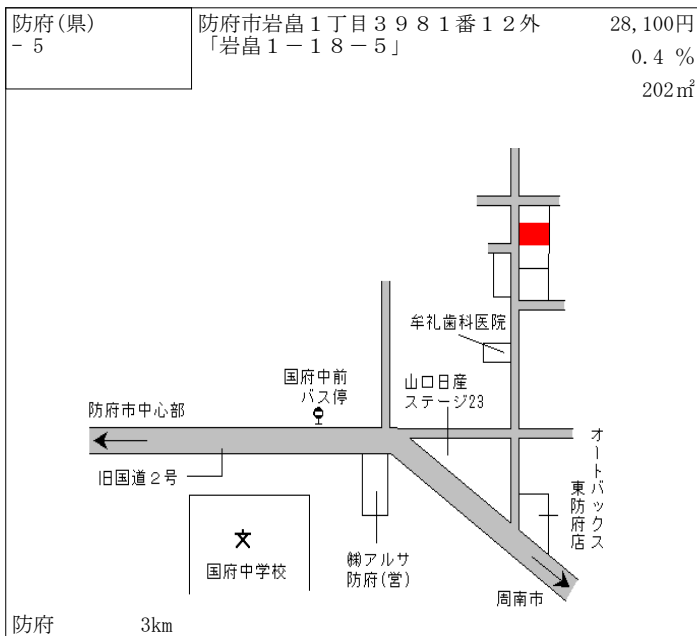 防府(県)
- 5
防府市岩畠１丁目３９８１番１２外
「岩畠１－１８－５」
28,100円
0.4 %
202㎡
牟礼歯科医院
国府中前
バス停
山口日産
ステージ23
防府市中心部
旧国道２号
オートバックス
東防府店
国府中学校
㈱アルサ
防府(営)
周南市
防府 3km